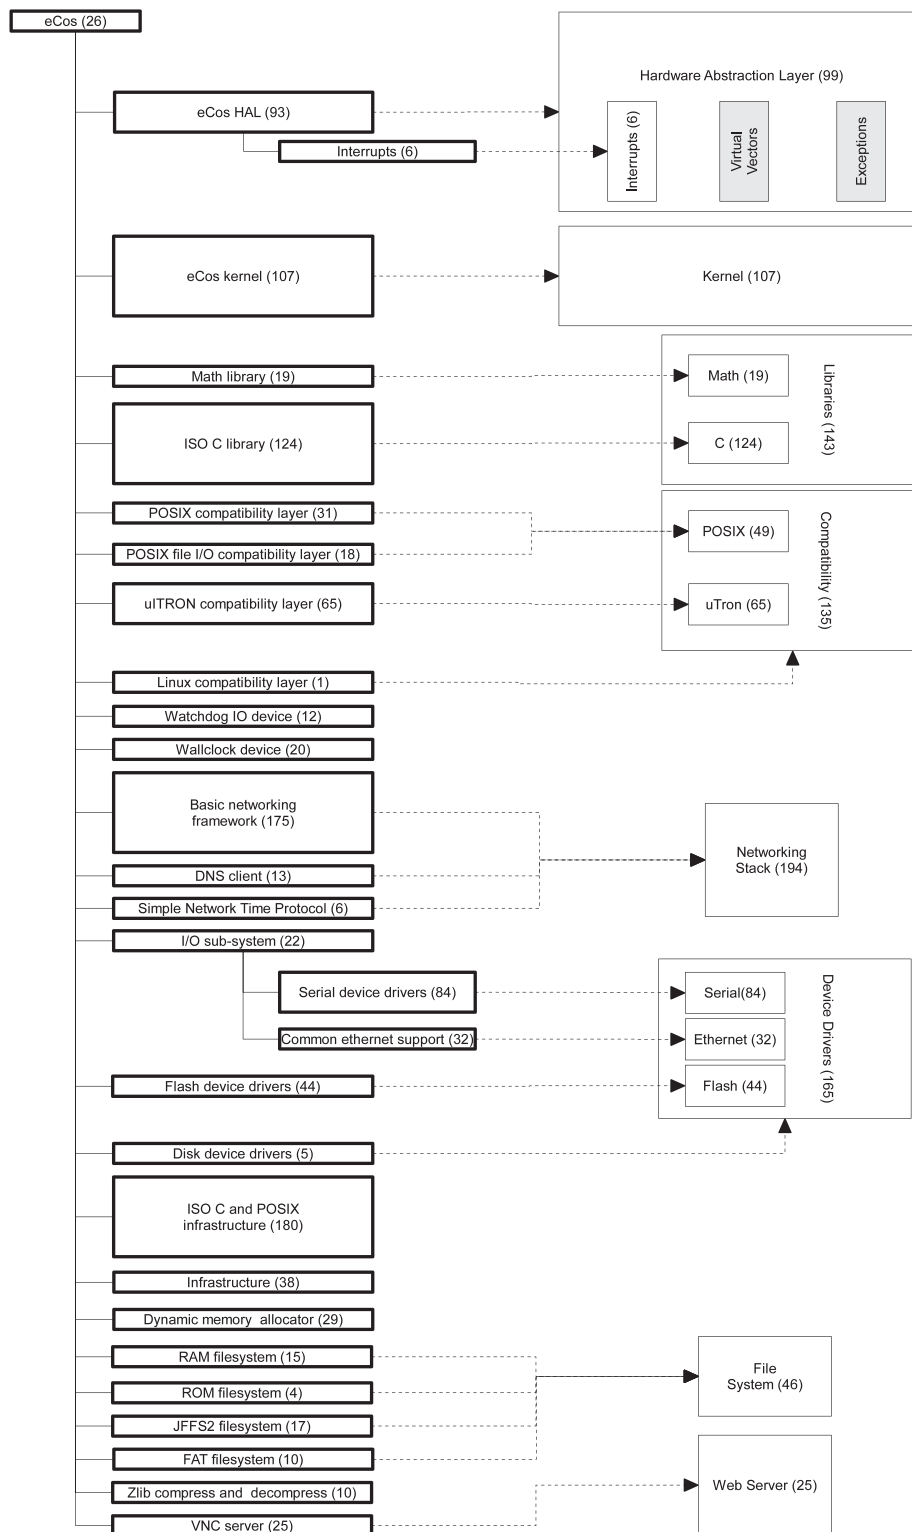 eCos (26)
Hardware Abstraction Layer (99)
eCos HAL (93)
Interrupts (6)
Interrupts (6)
Virtual
Vectors
Exceptions
eCos kernel (107)
Kernel (107)
Math library (19)
Math (19)
Libraries (143)
ISO C library (124)
C (124)
POSIX compatibility layer (31)
POSIX (49)
Compatibility (135)
POSIX file I/O compatibility layer (18)
uITRON compatibility layer (65)
uTron (65)
Linux compatibility layer (1)
Watchdog IO device (12)
Wallclock device (20)
Basic networking
framework (175)
Networking
Stack (194)
DNS client (13)
Simple Network Time Protocol (6)
I/O sub-system (22)
Serial device drivers (84)
Serial(84)
Device Drivers (165)
Common ethernet support (32)
Ethernet (32)
Flash device drivers (44)
Flash (44)
Disk device drivers (5)
ISO C and POSIX
infrastructure (180)
Infrastructure (38)
Dynamic memory  allocator (29)
RAM filesystem (15)
File
System (46)
ROM filesystem (4)
JFFS2 filesystem (17)
FAT filesystem (10)
Zlib compress and  decompress (10)
Web Server (25)
VNC server (25)